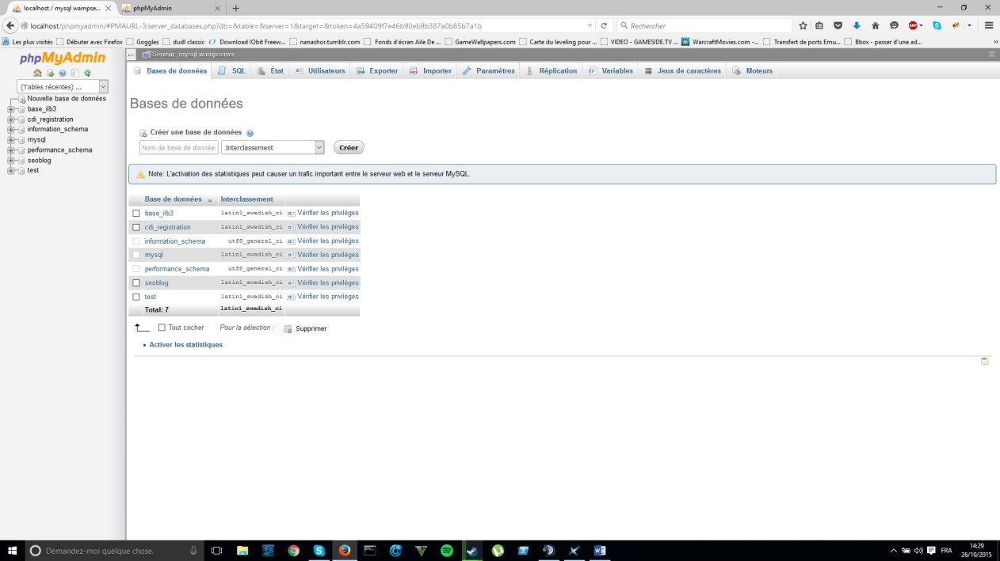 localhost / mysql wampse...
phpMyAdmin
localhost/phpmyadmin/#PMAURL-3:server_databases.php?db=&table=&server=1&target=&token=4a59409f7e46b90eb9b387a0b85b7a1b
Rechercher
Les plus visités
Débuter avec Firefox
Goggles
dudl classic
Download IObit Freew...
nanashor.tumblr.com
Fonds d'écran Aile De ...
GameWallpapers.com
Carte du leveling pour ...
VIDEO - GAMESIDE.TV ...
WarcraftMovies.com -...
Transfert de ports Emu...
Bbox - passer d'une ad...
phpMyAdmin
(Tables récentes) ...
Nouvelle base de données
base_ilb3
cdi_registration
information_schema
mysql
performance_schema
seoblog
test
Serveur: mysql wampserver
Bases de données
SQL
État
Utilisateurs
Exporter
Importer
Paramètres
Réplication
Variables
Jeux de caractères
Moteurs
Bases de données
Créer une base de données
Nom de base de donnée
Interclassement
Créer
Note: L'activation des statistiques peut causer un trafic important entre le serveur web et le serveur MySQL.
Base de données Interclassement
base_ilb3 latin1_swedish_ci Vérifier les privilèges
cdi_registration latin1_swedish_ci Vérifier les privilèges
information_schema utf8_general_ci Vérifier les privilèges
mysql latin1_swedish_ci Vérifier les privilèges
performance_schema utf8_general_ci Vérifier les privilèges
seoblog latin1_swedish_ci Vérifier les privilèges
test latin1_swedish_ci Vérifier les privilèges
Total: 7 latin1_swedish_ci
Tout cocher Pour la sélection : Supprimer
Activer les statistiques
Demandez-moi quelque chose.
FRA
14:29
26/10/2015